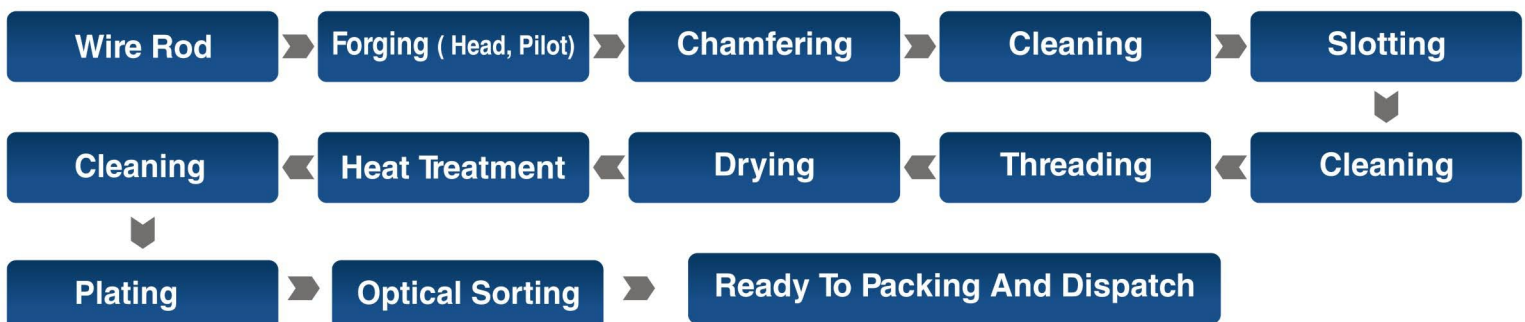 Wire Rod
Forging ( Head, Pilot)
Chamfering
Cleaning
Slotting
Cleaning
Threading
Drying
Heat Treatment
Cleaning
Plating
Optical Sorting
Ready To Packing And Dispatch